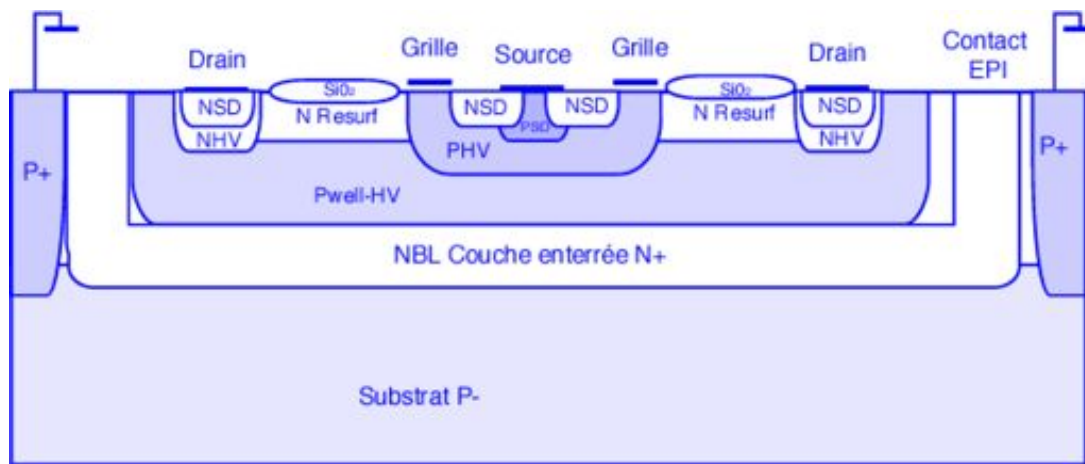 Drain
Grille
Source
Grille
Drain
Contact
EPI
SiO₂
SiO₂
NSD
NSD
NSD
NSD
N Resurf
N Resurf
PSD
NHV
NHV
PHV
P+
P+
Pwell-HV
NBL Couche enterrée N+
Substrat P-